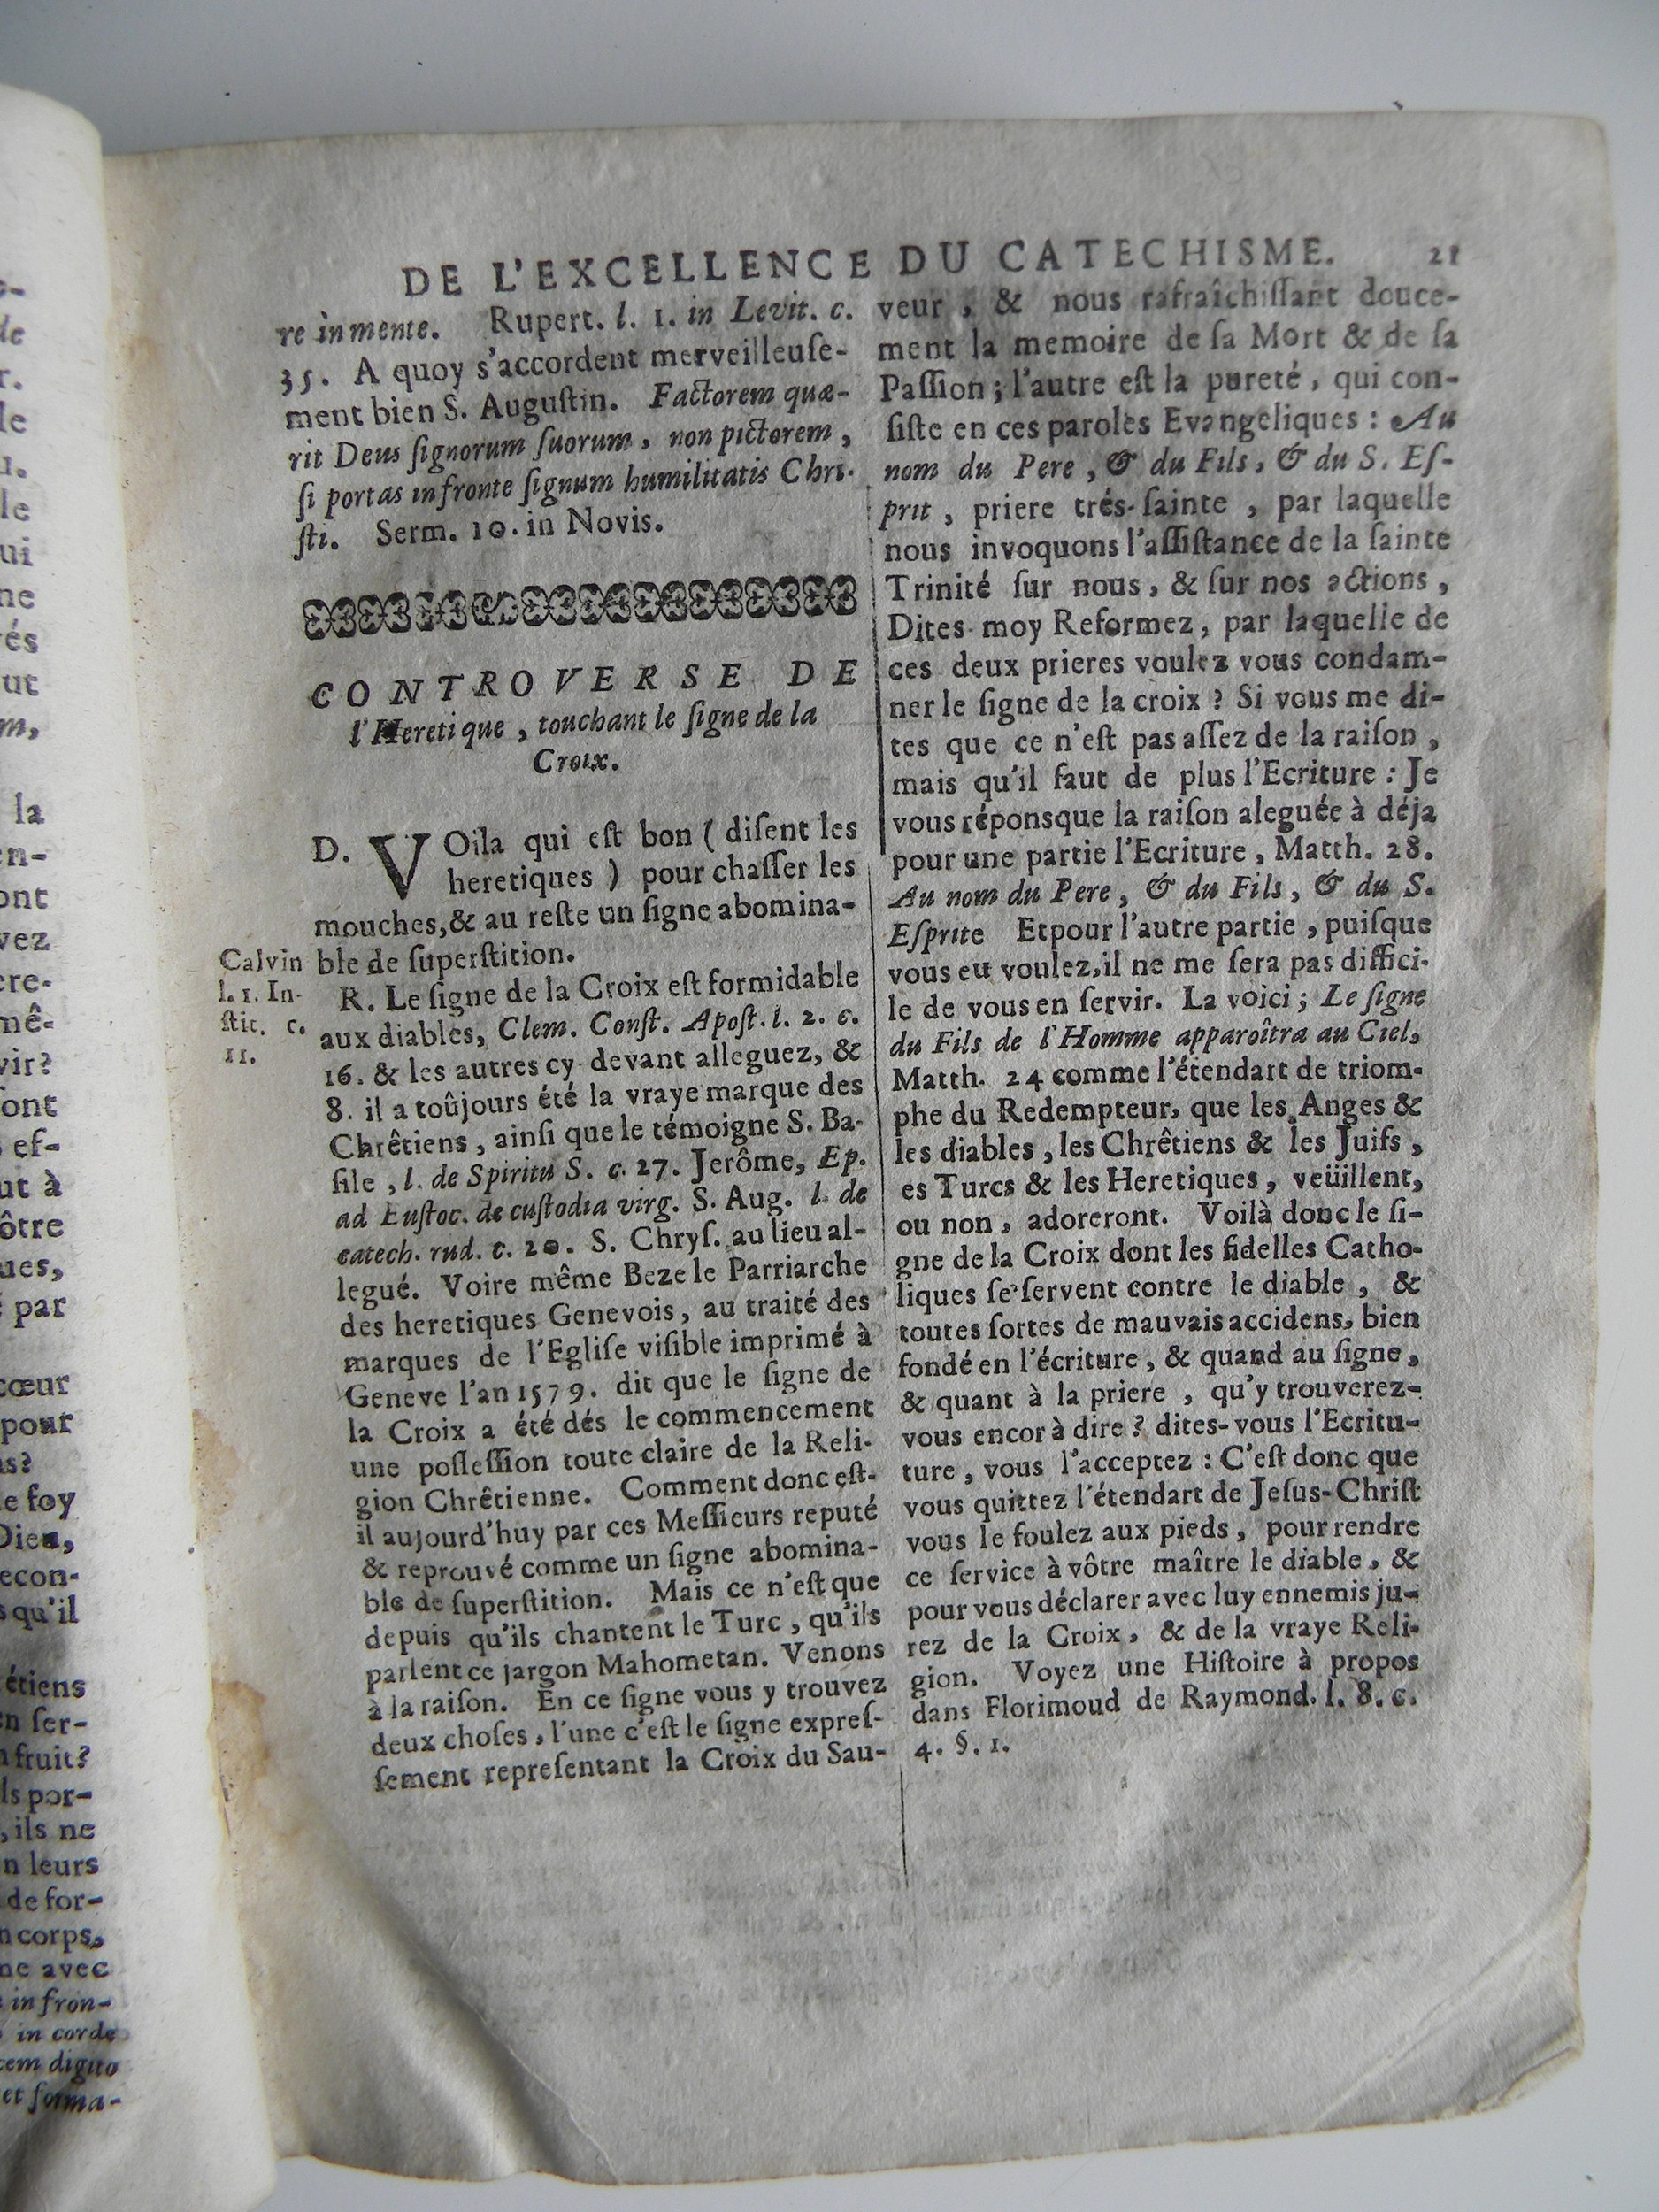 DE L'EXCELLENCE DU CATECHISME. 21
re in mente. Rupert. l. 1. in Levit. c.
35. A quoy s'accordent merveilleuſe-
ment bien S. Auguſtin. Factorem quæ-
rit Deus ſignorum ſuorum, non pictorem,
ſi portas in fronte ſignum humilitatis Chri-
ſti. Serm. 10. in Novis.
CONTROVERSE DE
l'Heretique, touchant le ſigne de la
Croix.
D. VOila qui eſt bon (diſent les
heretiques) pour chaſſer les
mouches, & au reſte un ſigne abomina-
ble de ſuperſtition.
Calvin
l. 1. In-
ſtit. c.
11.
R. Le ſigne de la Croix eſt formidable
aux diables, Clem. Conſt. Apoſt. l. 2. c.
16. & les autres cy-devant alleguez, &
8. il a toûjours été la vraye marque des
Chrêtiens, ainſi que le témoigne S. Ba-
ſile, l. de Spiritu S. c. 27. Jerôme, Ep.
ad Euſtoc. de cuſtodia virg. S. Aug. l. de
catech. rud. c. 20. S. Chryſ. au lieu al-
legué. Voire même Beze le Parriarche
des heretiques Genevois, au traité des
marques de l'Egliſe viſible imprimé à
Geneve l'an 1579. dit que le ſigne de
la Croix a été dés le commencement
une poſſeſſion toute claire de la Reli-
gion Chrêtienne. Comment donc eſt-
il aujourd'huy par ces Meſſieurs reputé
& reprouvé comme un ſigne abomina-
ble de ſuperſtition. Mais ce n'eſt que
depuis qu'ils chantent le Turc, qu'ils
parlent ce jargon Mahometan. Venons
à la raiſon. En ce ſigne vous y trouvez
deux choſes, l'une c'eſt le ſigne expreſ-
ſement repreſentant la Croix du Sau-
veur, & nous rafraîchiſſant douce-
ment la memoire de ſa Mort & de ſa
Paſſion; l'autre eſt la pureté, qui con-
ſiſte en ces paroles Evangeliques: Au
nom du Pere, & du Fils, & du S. Eſ-
prit, priere trés-ſainte, par laquelle
nous invoquons l'aſſiſtance de la ſainte
Trinité ſur nous, & ſur nos actions,
Dites-moy Reformez, par laquelle de
ces deux prieres voulez vous condam-
ner le ſigne de la croix? Si vous me di-
tes que ce n'eſt pas aſſez de la raiſon,
mais qu'il faut de plus l'Ecriture: Je
vous réponsque la raiſon aleguée à déja
pour une partie l'Ecriture, Matth. 28.
Au nom du Pere, & du Fils, & du S.
Eſprite Et pour l'autre partie, puiſque
vous eu voulez, il ne me ſera pas diffici-
le de vous en ſervir. La voici; Le ſigne
du Fils de l'Homme apparoîtra au Ciel,
Matth. 24 comme l'étendart de triom-
phe du Redempteur, que les Anges &
les diables, les Chrêtiens & les Juifs,
es Turcs & les Heretiques, veüillent,
ou non, adoreront. Voilà donc le ſi-
gne de la Croix dont les fidelles Catho-
liques ſe ſervent contre le diable, &
toutes ſortes de mauvais accidens, bien
fondé en l'écriture, & quand au ſigne,
& quant à la priere, qu'y trouverez-
vous encor à dire? dites-vous l'Ecritu-
ture, vous l'acceptez: C'eſt donc que
vous quittez l'étendart de Jeſus-Chriſt
vous le foulez aux pieds, pour rendre
ce ſervice à vôtre maître le diable, &
pour vous déclarer avec luy ennemis ju-
rez de la Croix, & de la vraye Reli-
gion. Voyez une Hiſtoire à propos
dans Florimoud de Raymond. l. 8. c.
4. §. 1.